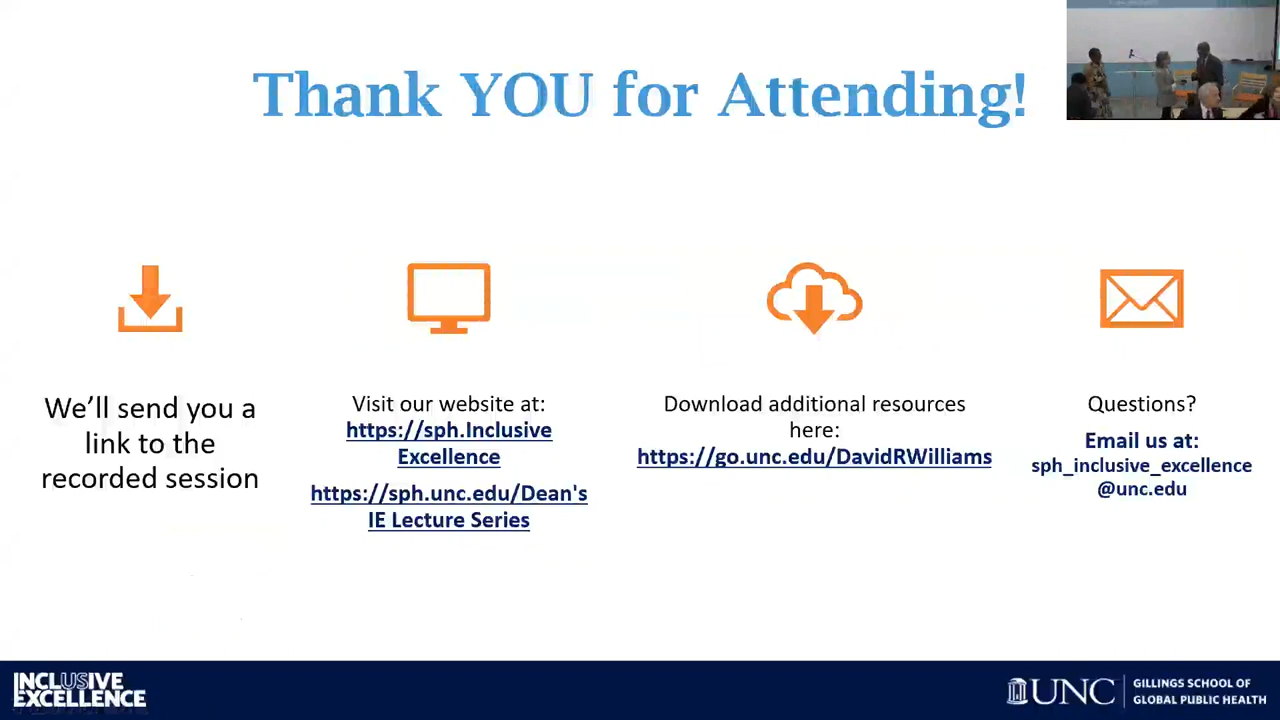 Thank YOU for Attending!
We'll send you a
link to the
recorded session
Visit our website at:
https://sph.Inclusive
Excellence
https://sph.unc.edu/Dean's
IE Lecture Series
Download additional resources
here:
https://go.unc.edu/DavidRWilliams
Questions?
Email us at:
sph_inclusive_excellence
@unc.edu
INCLUSIVE
EXCELLENCE
UNC
GILLINGS SCHOOL OF
GLOBAL PUBLIC HEALTH